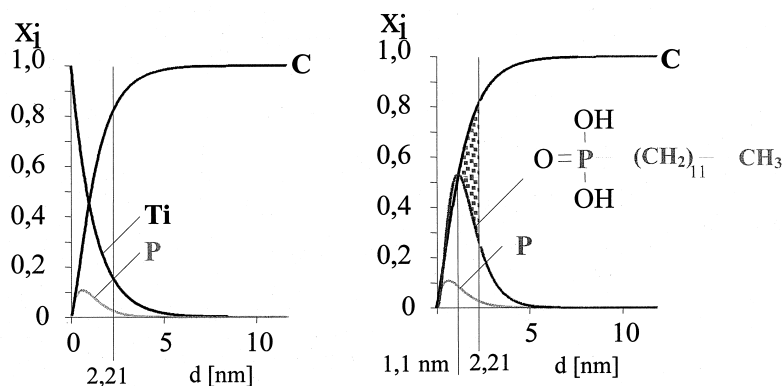 Xi
1,0
0,8
0,6
0,4
0,2
0
C
Ti
P
0
5
10
2,21
d [nm]
Xi
1,0
0,8
0,6
0,4
0,2
0
C
OH
O=P (CH2)11 CH3
OH
P
5
10
1,1 nm
2,21
d [nm]